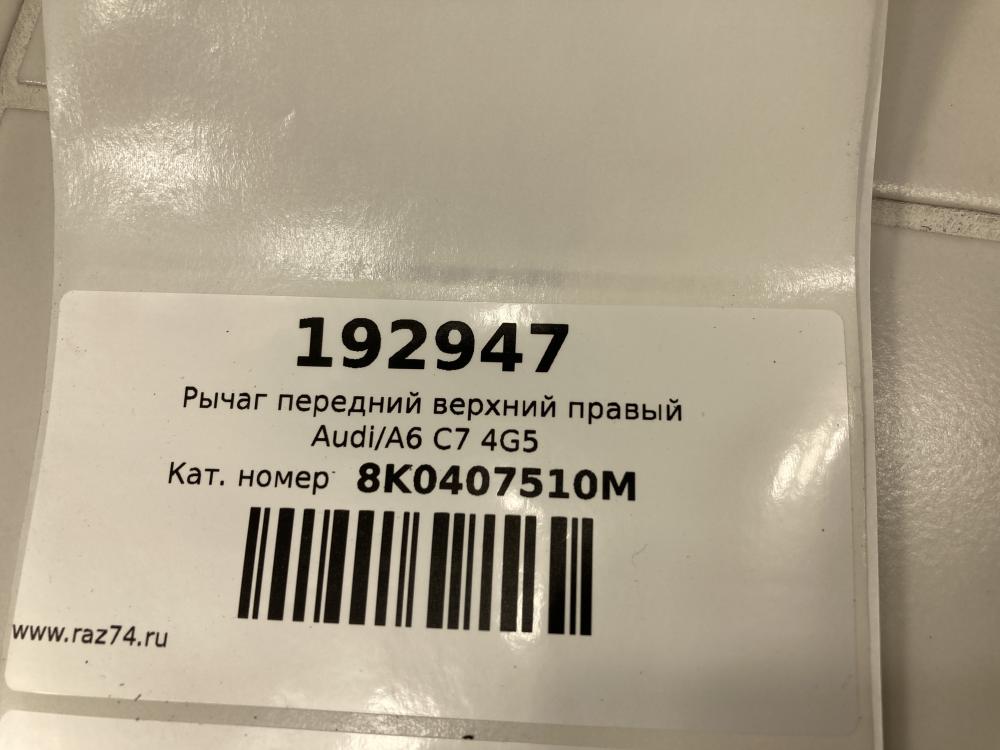 192947
Рычаг передний верхний правый
Audi/A6 C7 4G5
Кат. номер 8K0407510M
www.raz74.ru